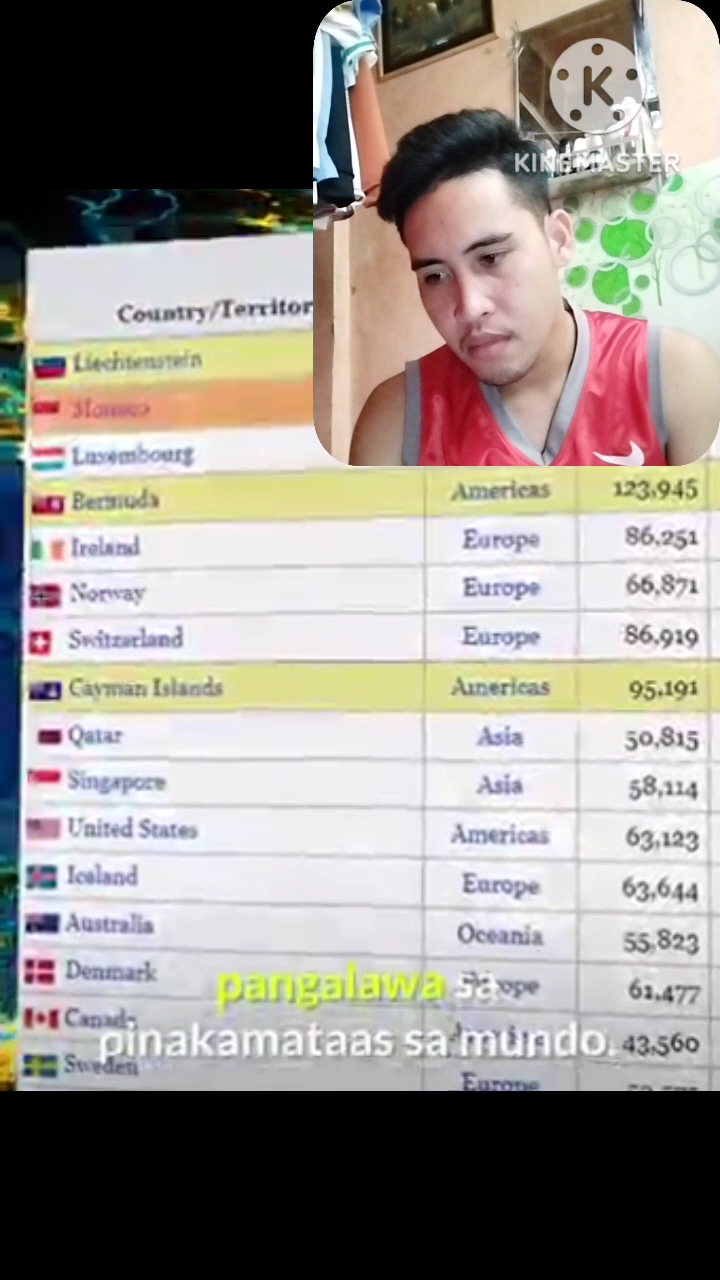 KINEMASTER
Country/Territor
Liechtenstein
Monaco
Luxembourg
Bermuda Americas 123,945
Ireland Europe 86,251
Norway Europe 66,871
Switzerland Europe 86,919
Cayman Islands Americas 95,191
Qatar Asia 50,815
Singapore Asia 58,114
United States Americas 63,123
Iceland Europe 63,644
Australia Oceania 55,823
Denmark Europe 61,477
Canada 43,560
Sweden Europe
pangalawa sa
pinakamataas sa mundo.